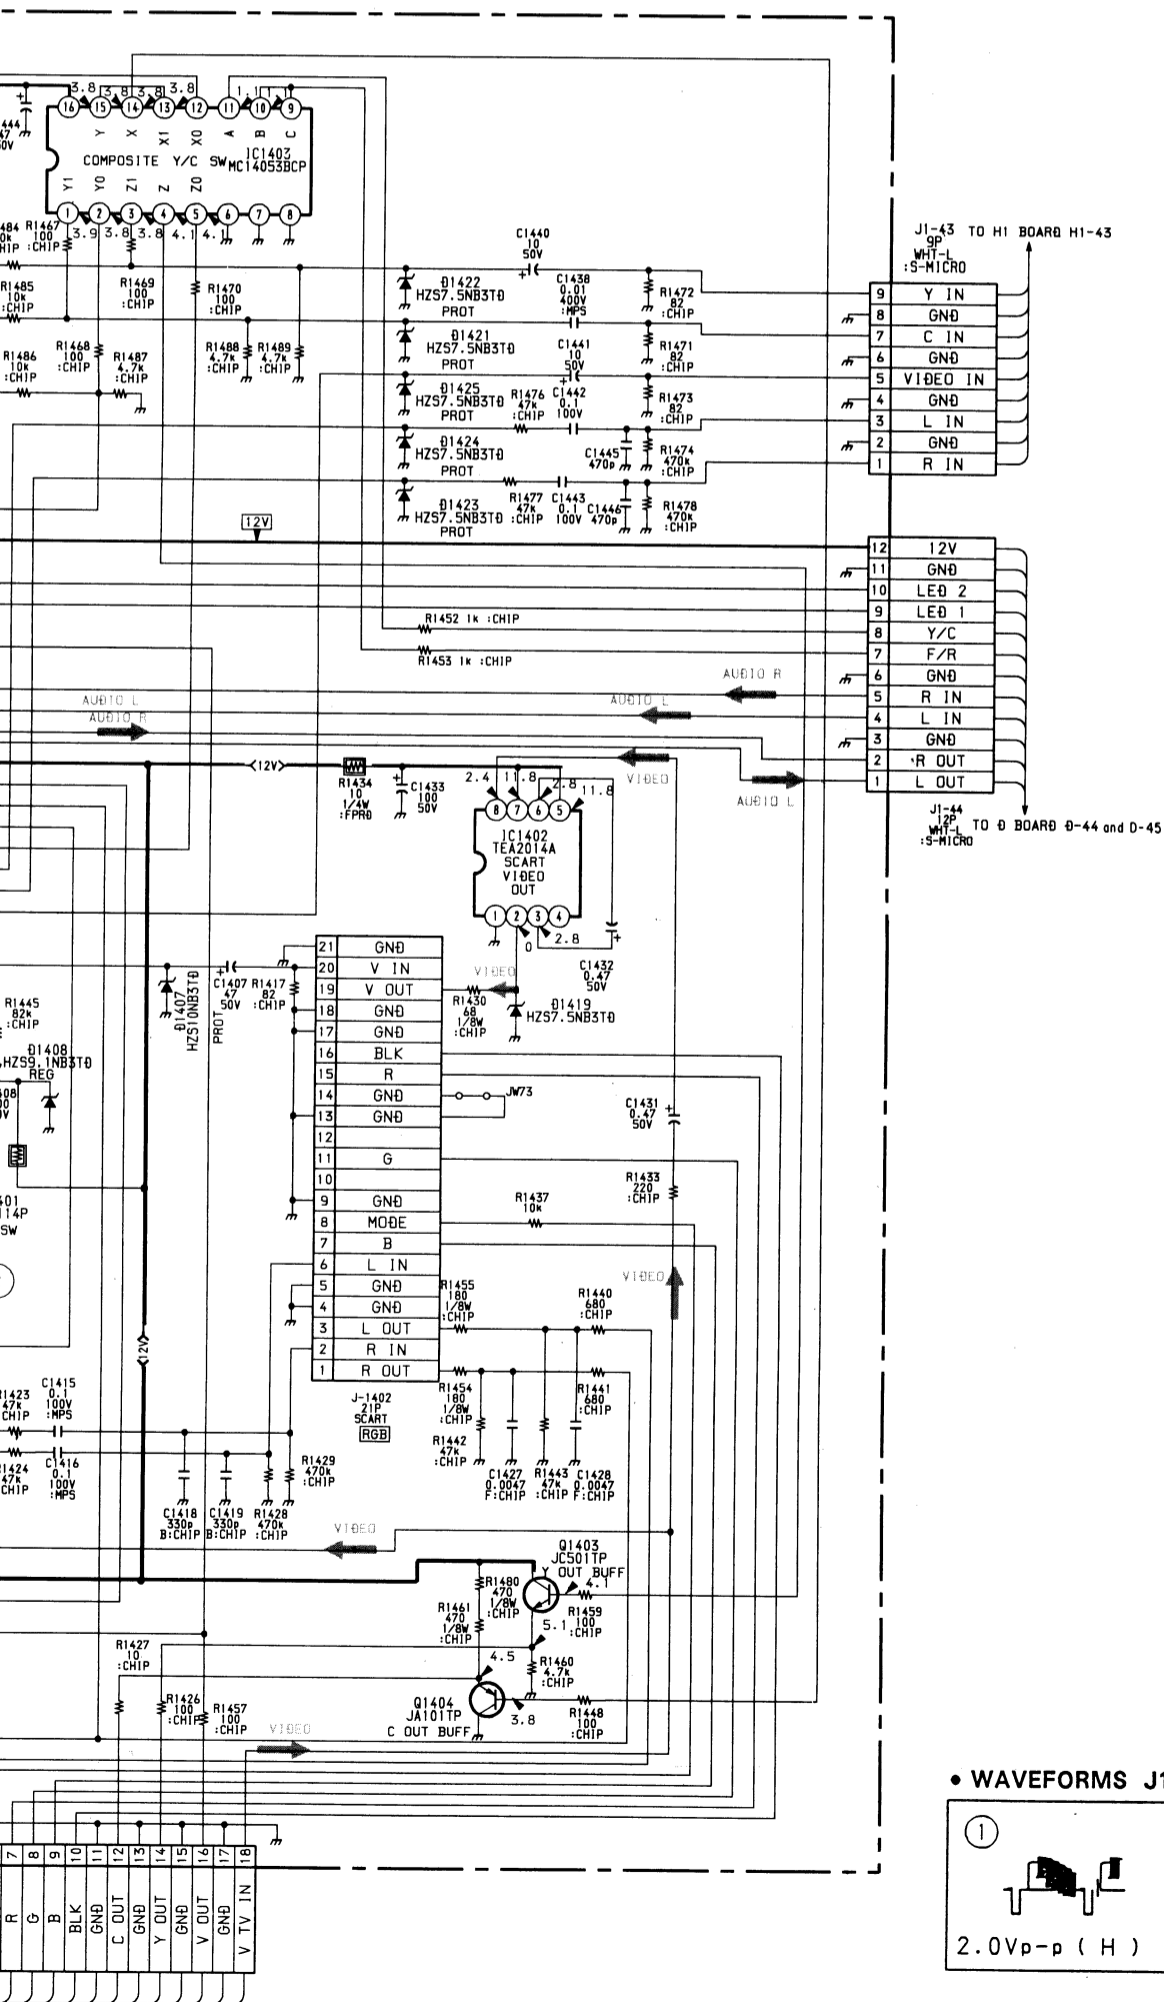 3.8 3.8 3.8 3.8 1.1 1.1
16 15 14 13 12 11 10 9
Y X X1 X0 A B C
COMPOSITE Y/C SW
IC1403
MC14053BCP
Y1 Y0 Z1 Z Z0
1 2 3 4 5 6 7 8
3.9 3.8 3.8 4.1 4.1
R1467
100
:CHIP
R1469
100
:CHIP
R1470
100
:CHIP
R1485
10k
:CHIP
R1486
10k
:CHIP
R1468
100
:CHIP
R1487
4.7k
:CHIP
R1488
4.7k
:CHIP
R1489
4.7k
:CHIP
C1440
10
50V
C1438
0.01
400V
:MPS
D1422
HZS7.5NB3TD
PROT
R1472
82
:CHIP
D1421
HZS7.5NB3TD
PROT
C1441
10
50V
R1471
82
:CHIP
D1425
HZS7.5NB3TD
PROT
R1476
47k
:CHIP
C1442
0.1
100V
R1473
82
:CHIP
D1424
HZS7.5NB3TD
PROT
C1445
470p
R1474
470k
:CHIP
D1423
HZS7.5NB3TD
PROT
R1477
47k
:CHIP
C1443
0.1
100V
C1446
470p
R1478
470k
:CHIP
J1-43
9P
WHT-L
:S-MICRO
TO H1 BOARD H1-43
9 Y IN
8 GND
7 C IN
6 GND
5 VIDEO IN
4 GND
3 L IN
2 GND
1 R IN
12V
12 12V
11 GND
10 LED 2
9 LED 1
8 Y/C
7 F/R
6 GND
5 R IN
4 L IN
3 GND
2 R OUT
1 L OUT
J1-44
12P
WHT-L
:S-MICRO
TO D BOARD D-44 and D-45
R1452 1k :CHIP
R1453 1k :CHIP
AUDIO R
AUDIO L
AUDIO L
AUDIO R
VIDEO
AUDIO L
12V
R1434
10
1/4W
:FPRD
C1433
100
50V
2.4 11.8 2.8 11.8
8 7 6 5
IC1402
TEA2014A
SCART
VIDEO
OUT
1 2 3 4
0 2.8
C1432
0.47
50V
VIDEO
R1430
68
1/8W
:CHIP
D1419
HZS7.5NB3TD
D1407
HZS10NB3TD
PROT
C1407
47
50V
R1417
82
:CHIP
R1445
82k
:CHIP
D1408
HZS9.1NB3TD
REG
21 GND
20 V IN
19 V OUT
18 GND
17 GND
16 BLK
15 R
14 GND
13 GND
12
11 G
10
9 GND
8 MODE
7 B
6 L IN
5 GND
4 GND
3 L OUT
2 R IN
1 R OUT
J-1402
21P
SCART
RGB
JW73
C1431
0.47
50V
R1433
220
:CHIP
R1437
10k
VIDEO
R1455
180
1/8W
:CHIP
R1440
680
:CHIP
R1454
180
1/8W
:CHIP
R1441
680
:CHIP
R1442
47k
:CHIP
C1427
0.0047
F:CHIP
R1443
47k
:CHIP
C1428
0.0047
F:CHIP
12V
C1415
0.1
100V
:MPS
C1416
0.1
100V
:MPS
C1418
330p
B:CHIP
C1419
330p
B:CHIP
R1428
470k
:CHIP
R1429
470k
:CHIP
VIDEO
Q1403
JC501TP
Y OUT BUFF
4.1
R1480
470
1/8W
:CHIP
R1461
470
1/8W
:CHIP
R1459
100
:CHIP
5.1
R1460
4.7k
:CHIP
4.5
Q1404
JA101TP
C OUT BUFF
3.8
R1448
100
:CHIP
R1427
10
:CHIP
R1426
100
:CHIP
R1457
100
:CHIP
VIDEO
7 8 9 10 11 12 13 14 15 16 17 18
R G B BLK GND C OUT GND Y OUT GND V OUT GND V TV IN
• WAVEFORMS J1
1
2.0Vp-p ( H )